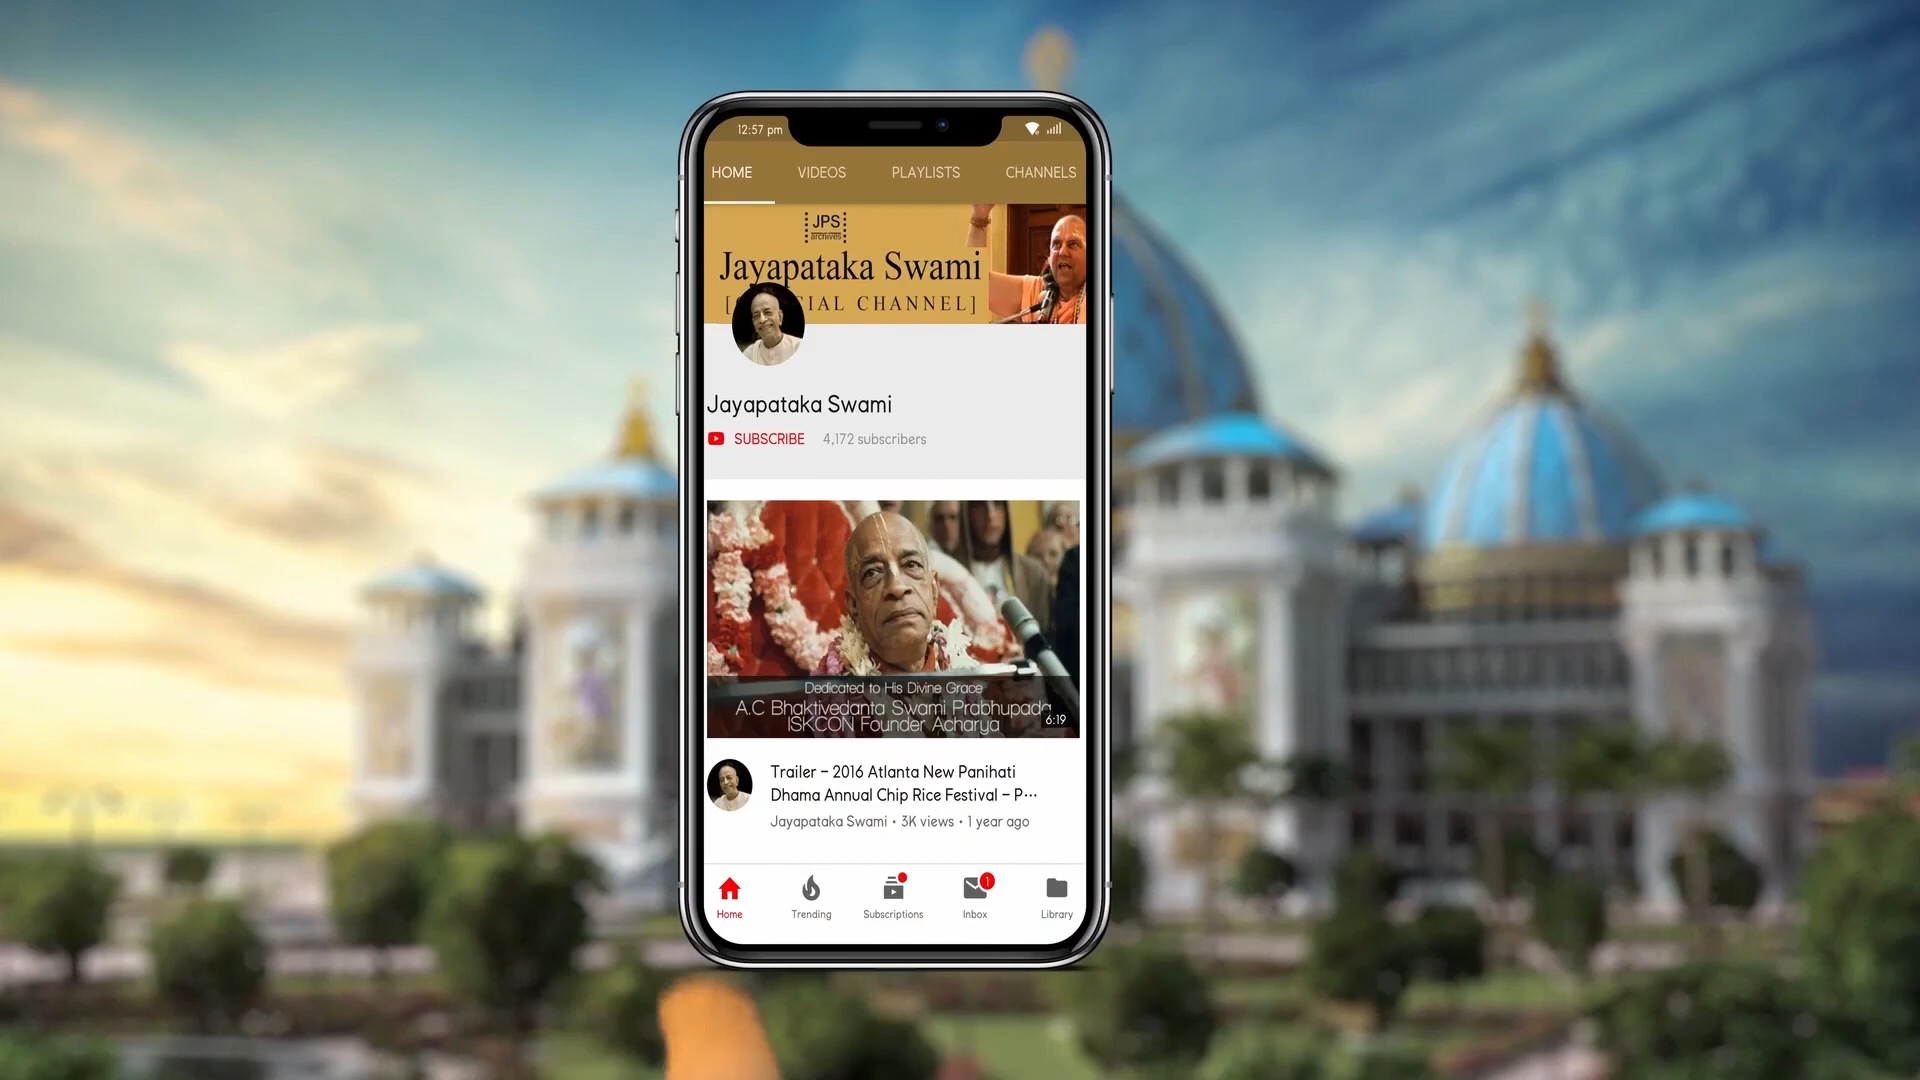 12:57 pm
HOME VIDEOS PLAYLISTS CHANNELS
JPS
archives
Jayapataka Swami
CIAL CHANNEL]
Jayapataka Swami
SUBSCRIBE 4,172 subscribers
Dedicated to His Divine Grace
A.C Bhaktivedanta Swami Prabhupada
ISKCON Founder Acharya
6:19
Trailer – 2016 Atlanta New Panihati
Dhama Annual Chip Rice Festival – P...
Jayapataka Swami • 3K views • 1 year ago
1
Home Trending Subscriptions Inbox Library